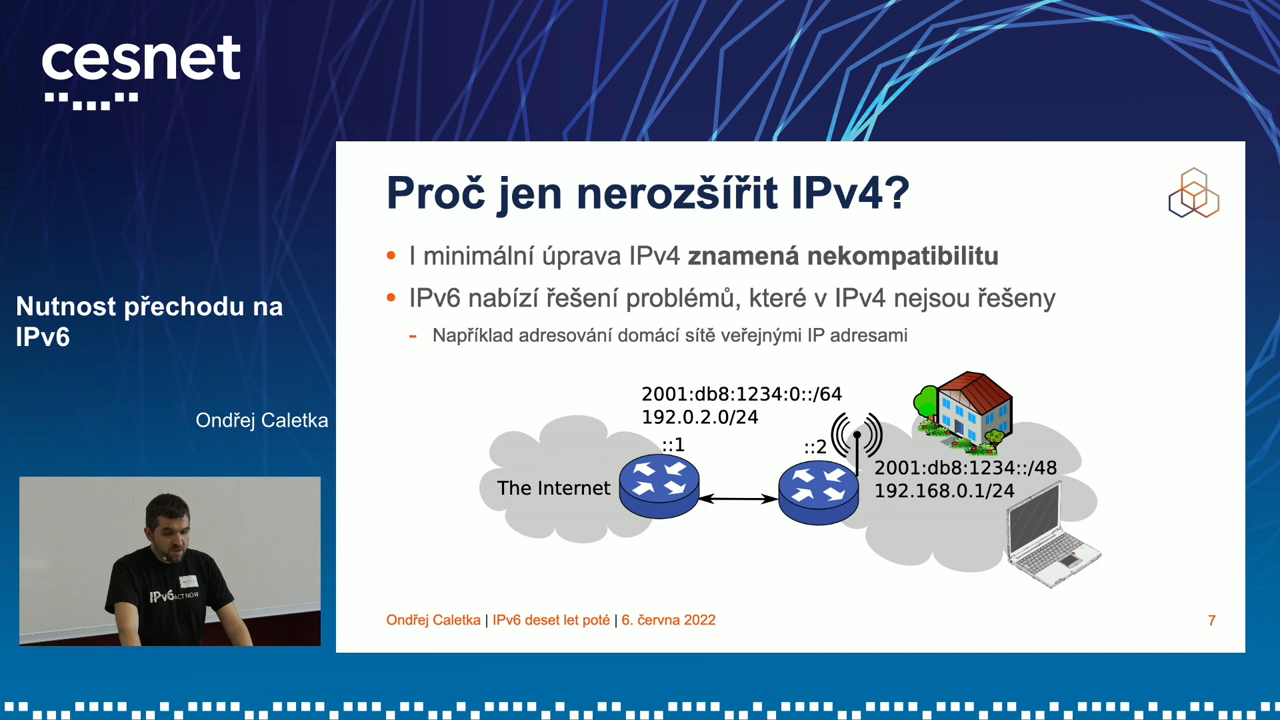 cesnet
Nutnost přechodu na
IPv6
Ondřej Caletka
IPv6 ACT NOW
Proč jen nerozšířit IPv4?
• I minimální úprava IPv4 znamená nekompatibilitu
• IPv6 nabízí řešení problémů, které v IPv4 nejsou řešeny
- Například adresování domácí sítě veřejnými IP adresami
2001:db8:1234:0::/64
192.0.2.0/24
::1
::2
The Internet
2001:db8:1234::/48
192.168.0.1/24
Ondřej Caletka | IPv6 deset let poté | 6. června 2022
7